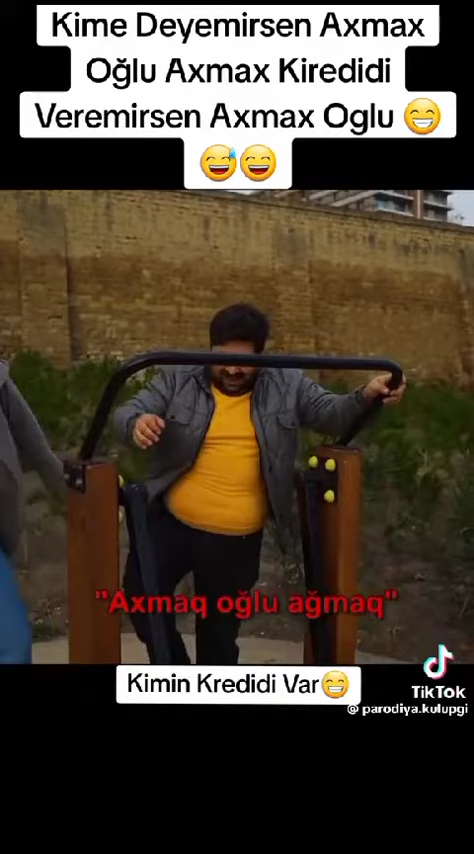 Kime Deyemirsen Axmax
Oğlu Axmax Kiredidi
Veremirsen Axmax Oglu 😁
😅😄
"Axmaq oğlu ağmaq"
Kimin Kredidi Var😁
TikTok
@ parodiya.kulupgi